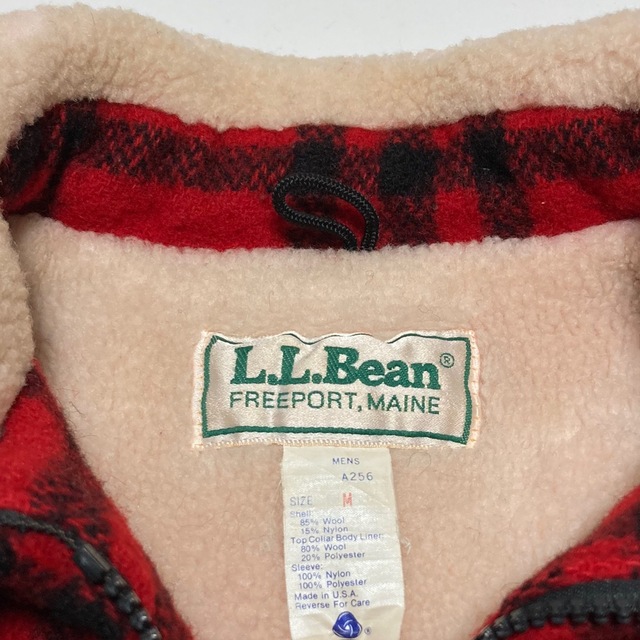 L.L.Bean®
FREEPORT, MAINE
MENS
A256
SIZE M
Shell:
85% Wool
15% Nylon
Top Collar Body Liner:
80% Wool
20% Polyester
Sleeve:
100% Nylon
100% Polyester
Made in U.S.A.
Reverse For Care
®